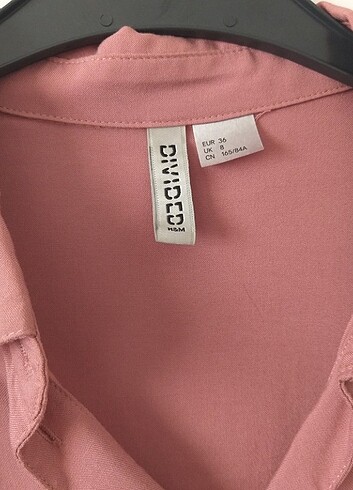 DIVIDED
H&M
EUR 36
UK 8
CN 165/84A